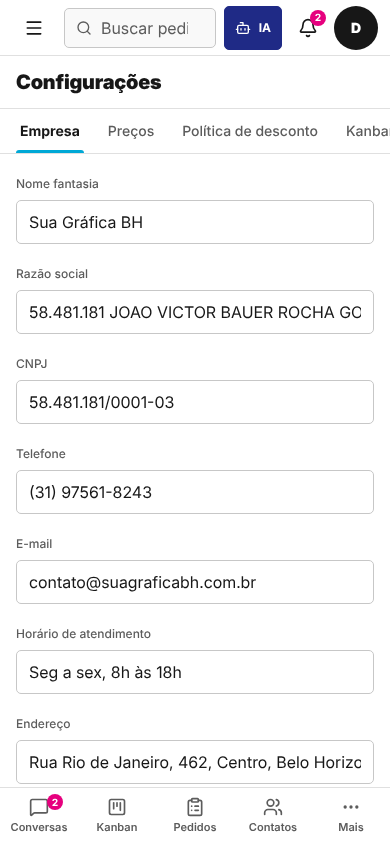 Buscar pedi
IA
2
D
Configurações
Empresa
Preços
Política de desconto
Kanba
Nome fantasia
Sua Gráfica BH
Razão social
58.481.181 JOAO VICTOR BAUER ROCHA GO
CNPJ
58.481.181/0001-03
Telefone
(31) 97561-8243
E-mail
contato@suagraficabh.com.br
Horário de atendimento
Seg a sex, 8h às 18h
Endereço
Rua Rio de Janeiro, 462, Centro, Belo Horizo
2
Conversas
Kanban
Pedidos
Contatos
Mais